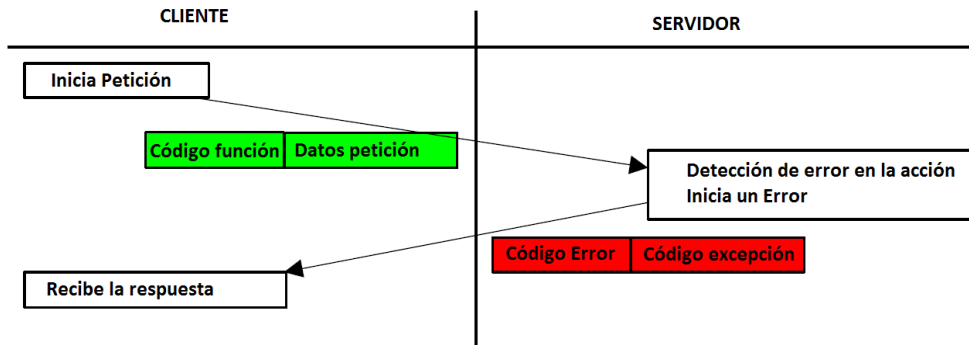 CLIENTE
SERVIDOR
Inicia Petición
Código función Datos petición
Detección de error en la acción
Inicia un Error
Código Error Código excepción
Recibe la respuesta